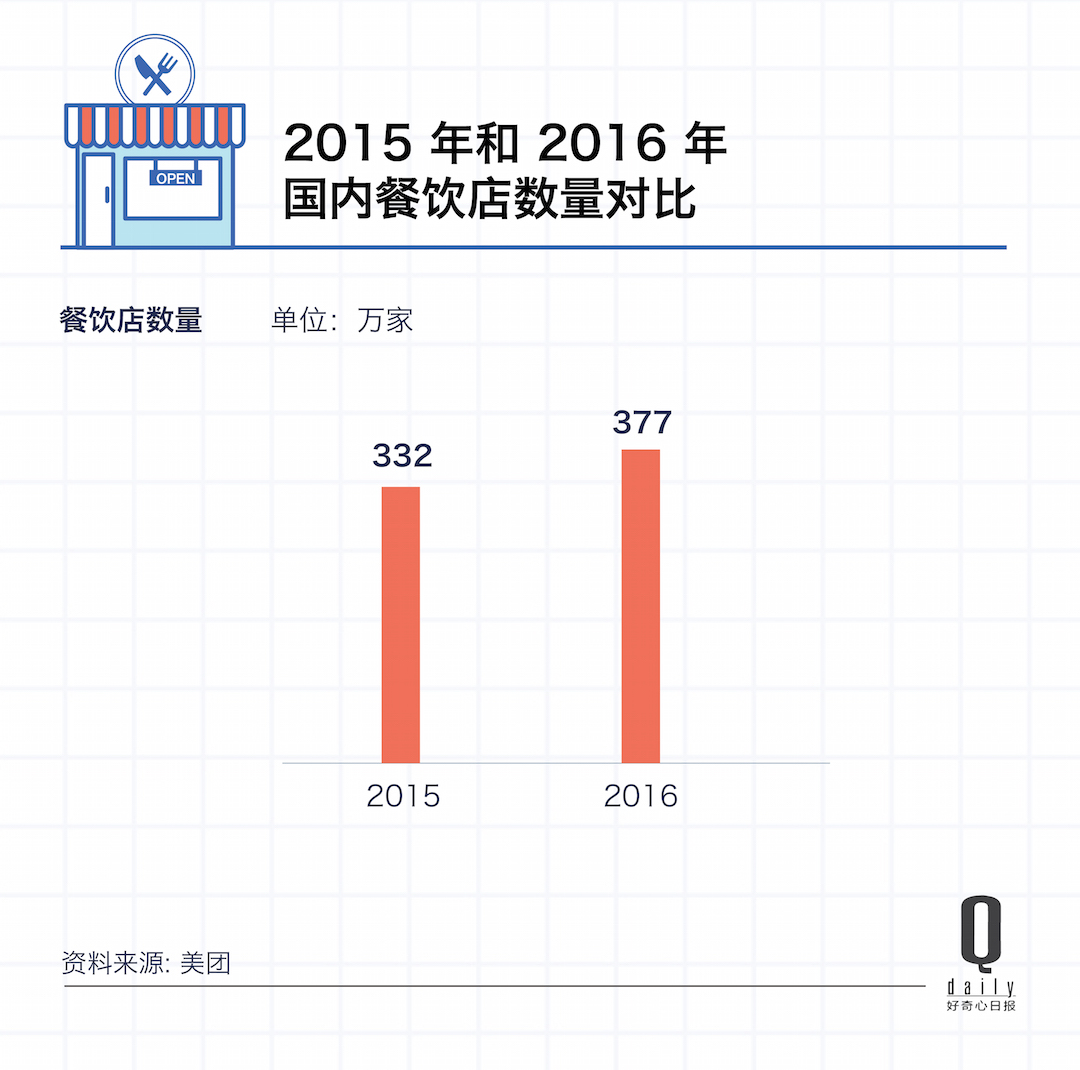 OPEN
2015 年和 2016 年
国内餐饮店数量对比
餐饮店数量 单位：万家
332
377
2015
2016
资料来源: 美团
Q
daily
好奇心日报